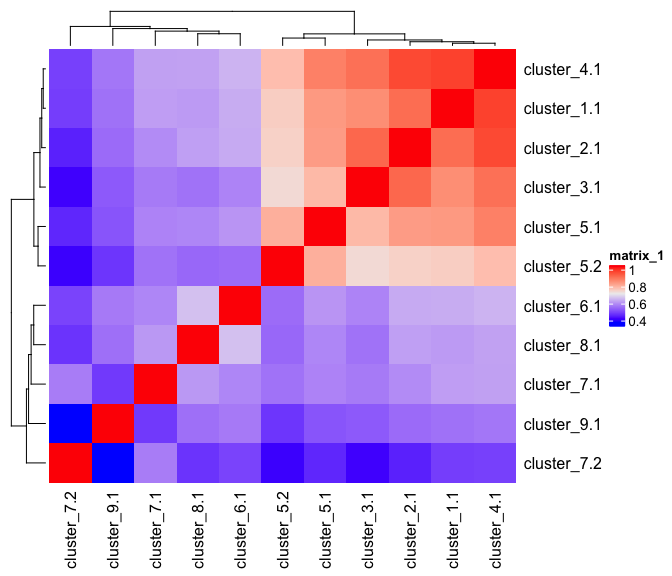 cluster_4.1
cluster_1.1
cluster_2.1
cluster_3.1
cluster_5.1
cluster_5.2
cluster_6.1
cluster_8.1
cluster_7.1
cluster_9.1
cluster_7.2
matrix_1
1
0.8
0.6
0.4
cluster_7.2
cluster_9.1
cluster_7.1
cluster_8.1
cluster_6.1
cluster_5.2
cluster_5.1
cluster_3.1
cluster_2.1
cluster_1.1
cluster_4.1